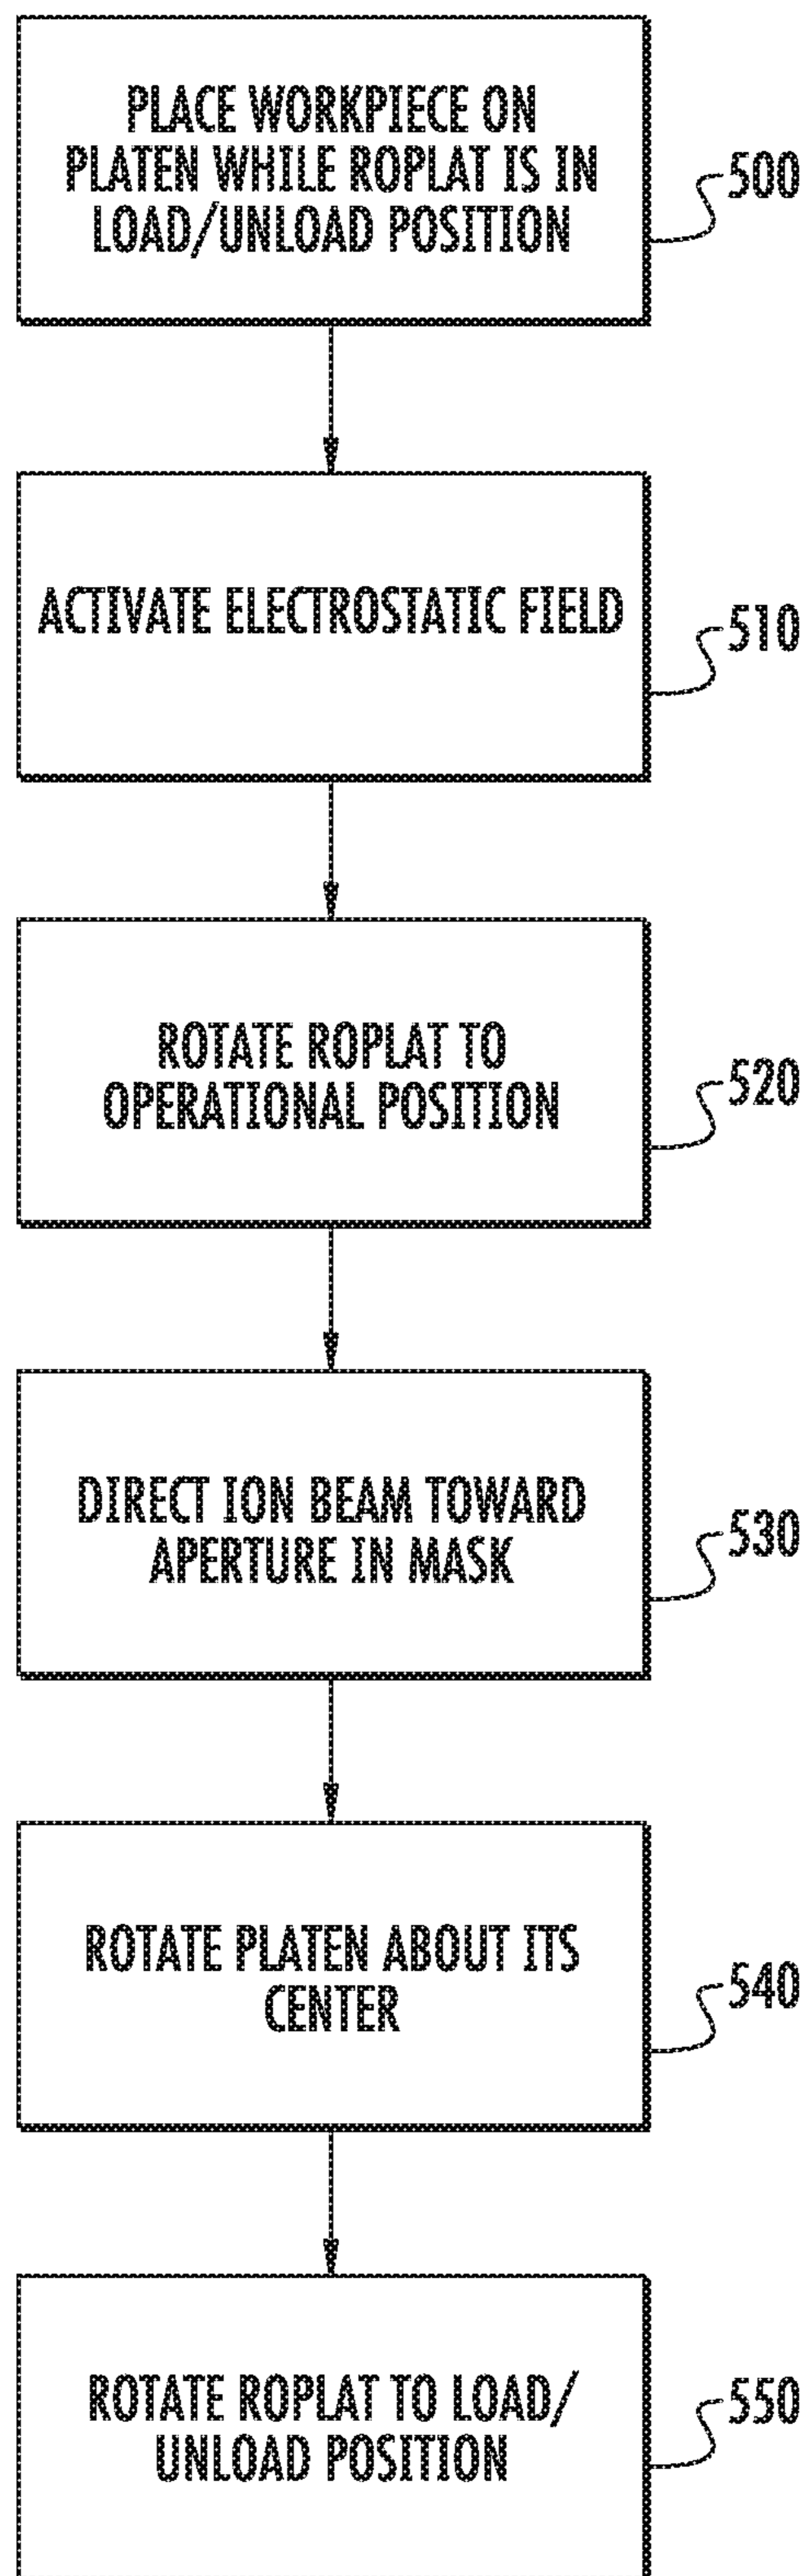 PLACE WORKPIECE ON
PLATEN WHILE ROPLAT IS IN
LOAD/UNLOAD POSITION
500
ACTIVATE ELECTROSTATIC FIELD
510
ROTATE ROPLAT TO
OPERATIONAL POSITION
520
DIRECT ION BEAM TOWARD
APERTURE IN MASK
530
ROTATE PLATEN ABOUT ITS
CENTER
540
ROTATE ROPLAT TO LOAD/
UNLOAD POSITION
550